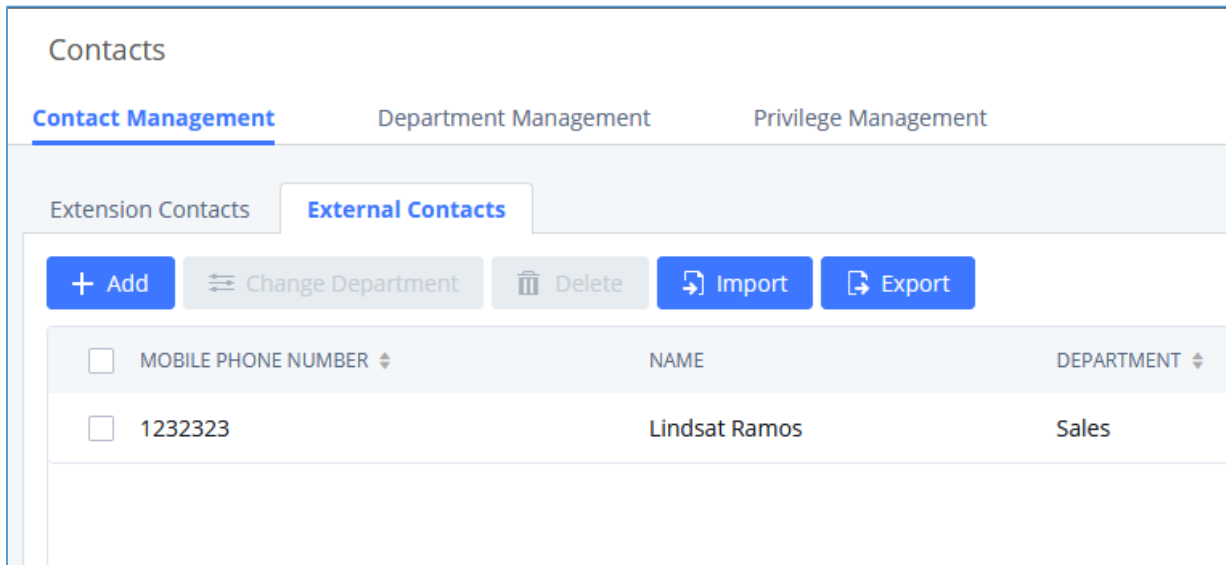 Contacts
Contact Management Department Management Privilege Management
Extension Contacts External Contacts
Add Change Department Delete Import Export
MOBILE PHONE NUMBER NAME DEPARTMENT
1232323 Lindsat Ramos Sales